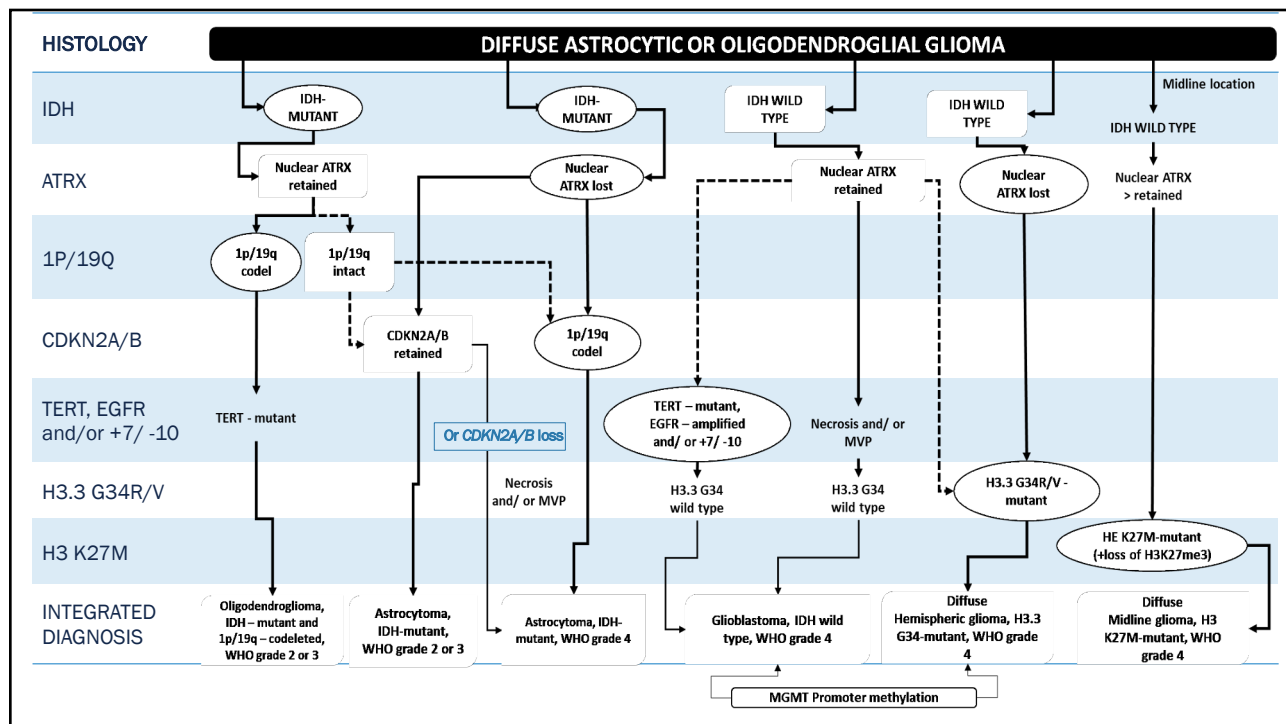 HISTOLOGY
DIFFUSE ASTROCYTIC OR OLIGODENDROGLIAL GLIOMA
Midline location
IDH
IDH-
MUTANT
IDH-
MUTANT
IDH WILD
TYPE
IDH WILD
TYPE
IDH WILD TYPE
ATRX
Nuclear ATRX
retained
Nuclear
ATRX lost
Nuclear ATRX
retained
Nuclear
ATRX lost
Nuclear ATRX
> retained
1P/19Q
1p/19q
codel
1p/19q
intact
CDKN2A/B
CDKN2A/B
retained
1p/19q
codel
TERT, EGFR
and/or +7/ -10
TERT - mutant
Or CDKN2A/B loss
TERT – mutant,
EGFR – amplified
and/ or +7/ -10
Necrosis and/ or
MVP
H3.3 G34R/V
Necrosis
and/ or MVP
H3.3 G34
wild type
H3.3 G34
wild type
H3.3 G34R/V -
mutant
H3 K27M
HE K27M-mutant
(+loss of H3K27me3)
INTEGRATED
DIAGNOSIS
Oligodendroglioma,
IDH – mutant and
1p/19q – codeleted,
WHO grade 2 or 3
Astrocytoma,
IDH-mutant,
WHO grade 2 or 3
Astrocytoma, IDH-
mutant, WHO grade 4
Glioblastoma, IDH wild
type, WHO grade 4
Diffuse
Hemispheric glioma, H3.3
G34-mutant, WHO grade
4
Diffuse
Midline glioma, H3
K27M-mutant, WHO
grade 4
MGMT Promoter methylation